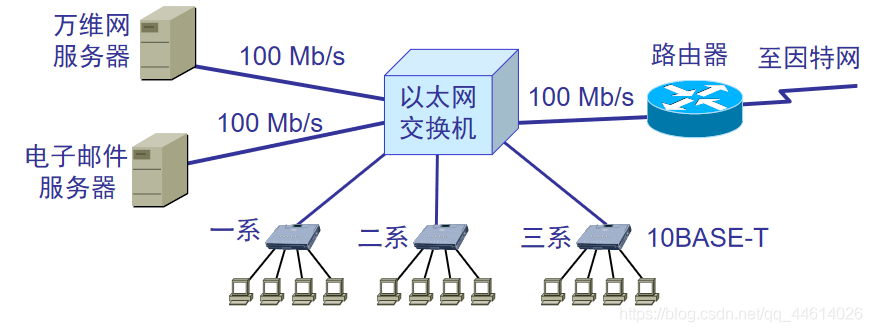 万维网
服务器
100 Mb/s
电子邮件
服务器
100 Mb/s
以太网
交换机
100 Mb/s
路由器
至因特网
一系
二系
三系
10BASE-T
https://blog.csdn.net/qq_44614026